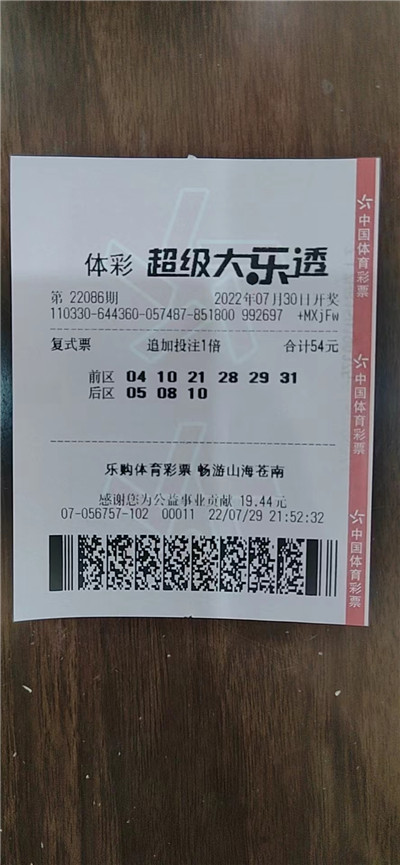 体彩 超级大乐透
第 22086期 2022年07月30日开奖
110330-644360-057487-851800 992697 +MXjFw
复式票 追加投注1倍 合计54元
前区 04 10 21 28 29 31
后区 05 08 10
乐购体育彩票 畅游山海苍南
感谢您为公益事业贡献 19.44元
07-056757-102 00011 22/07/29 21:52:32
中国体育彩票
中国体育彩票
中国体育彩票